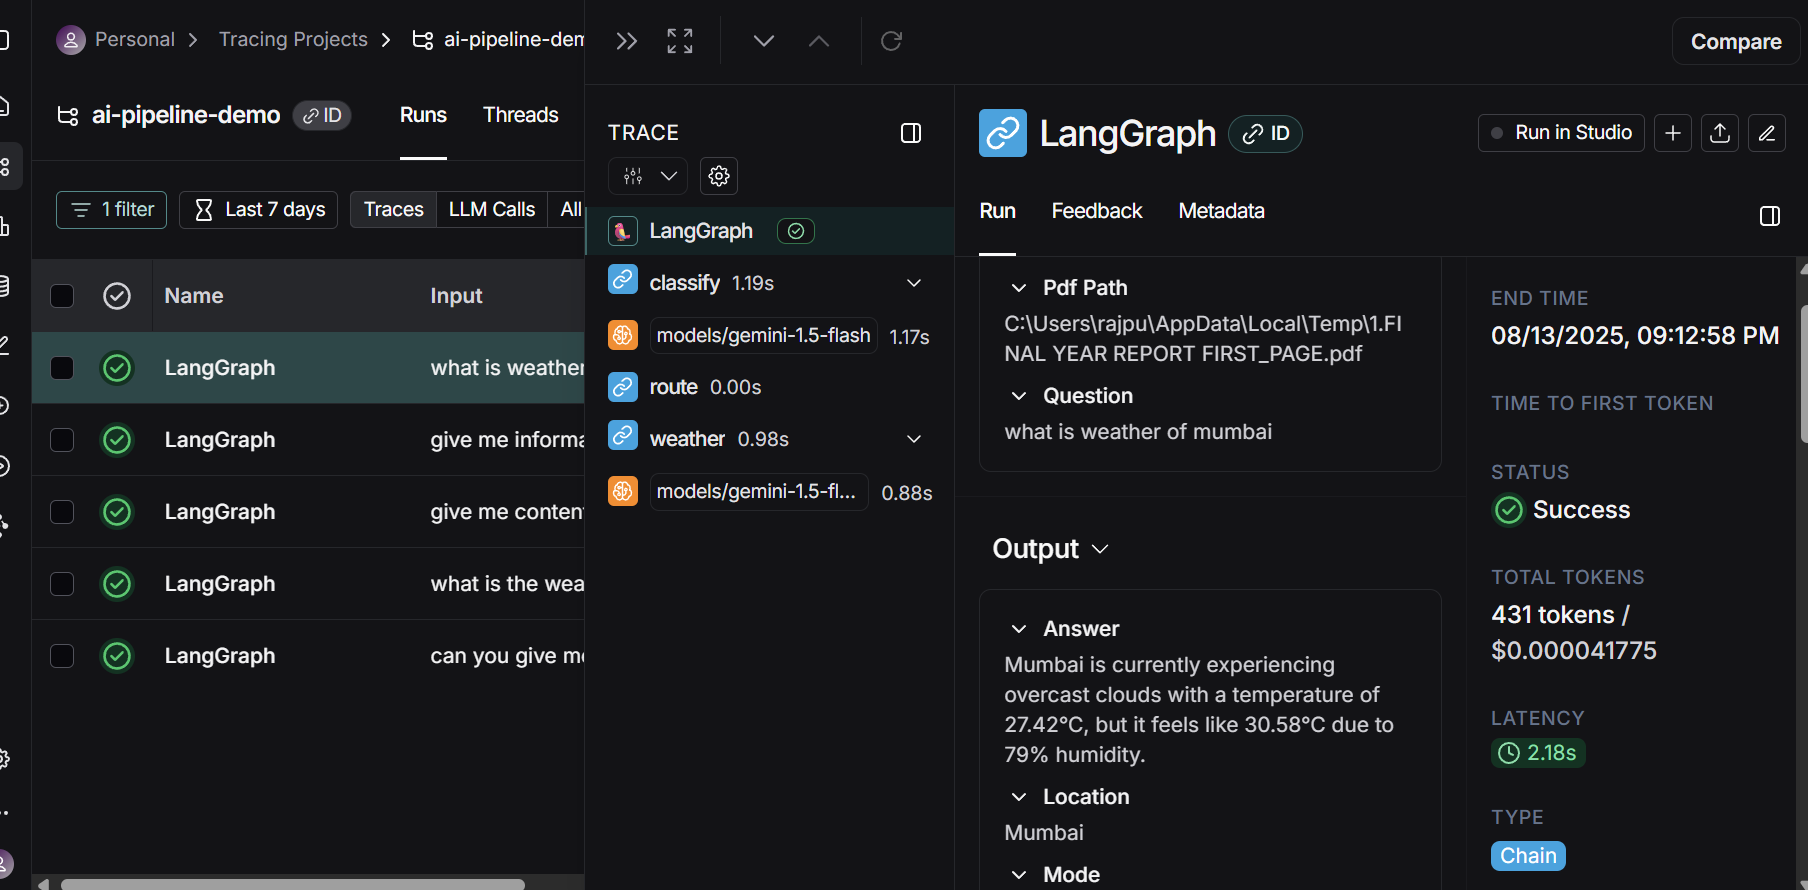 Personal
Tracing Projects
ai-pipeline-dem
Compare
ai-pipeline-demo
ID
Runs
Threads
1 filter
Last 7 days
Traces
LLM Calls
All
Name
Input
LangGraph
what is weather
LangGraph
give me informa
LangGraph
give me conten
LangGraph
what is the wea
LangGraph
can you give me
TRACE
LangGraph
classify 1.19s
models/gemini-1.5-flash 1.17s
route 0.00s
weather 0.98s
models/gemini-1.5-fl... 0.88s
LangGraph
ID
Run in Studio
Run
Feedback
Metadata
Pdf Path
C:\Users\rajpu\AppData\Local\Temp\1.FI
NAL YEAR REPORT FIRST_PAGE.pdf
Question
what is weather of mumbai
Output
Answer
Mumbai is currently experiencing
overcast clouds with a temperature of
27.42°C, but it feels like 30.58°C due to
79% humidity.
Location
Mumbai
Mode
END TIME
08/13/2025, 09:12:58 PM
TIME TO FIRST TOKEN
STATUS
Success
TOTAL TOKENS
431 tokens /
$0.000041775
LATENCY
2.18s
TYPE
Chain